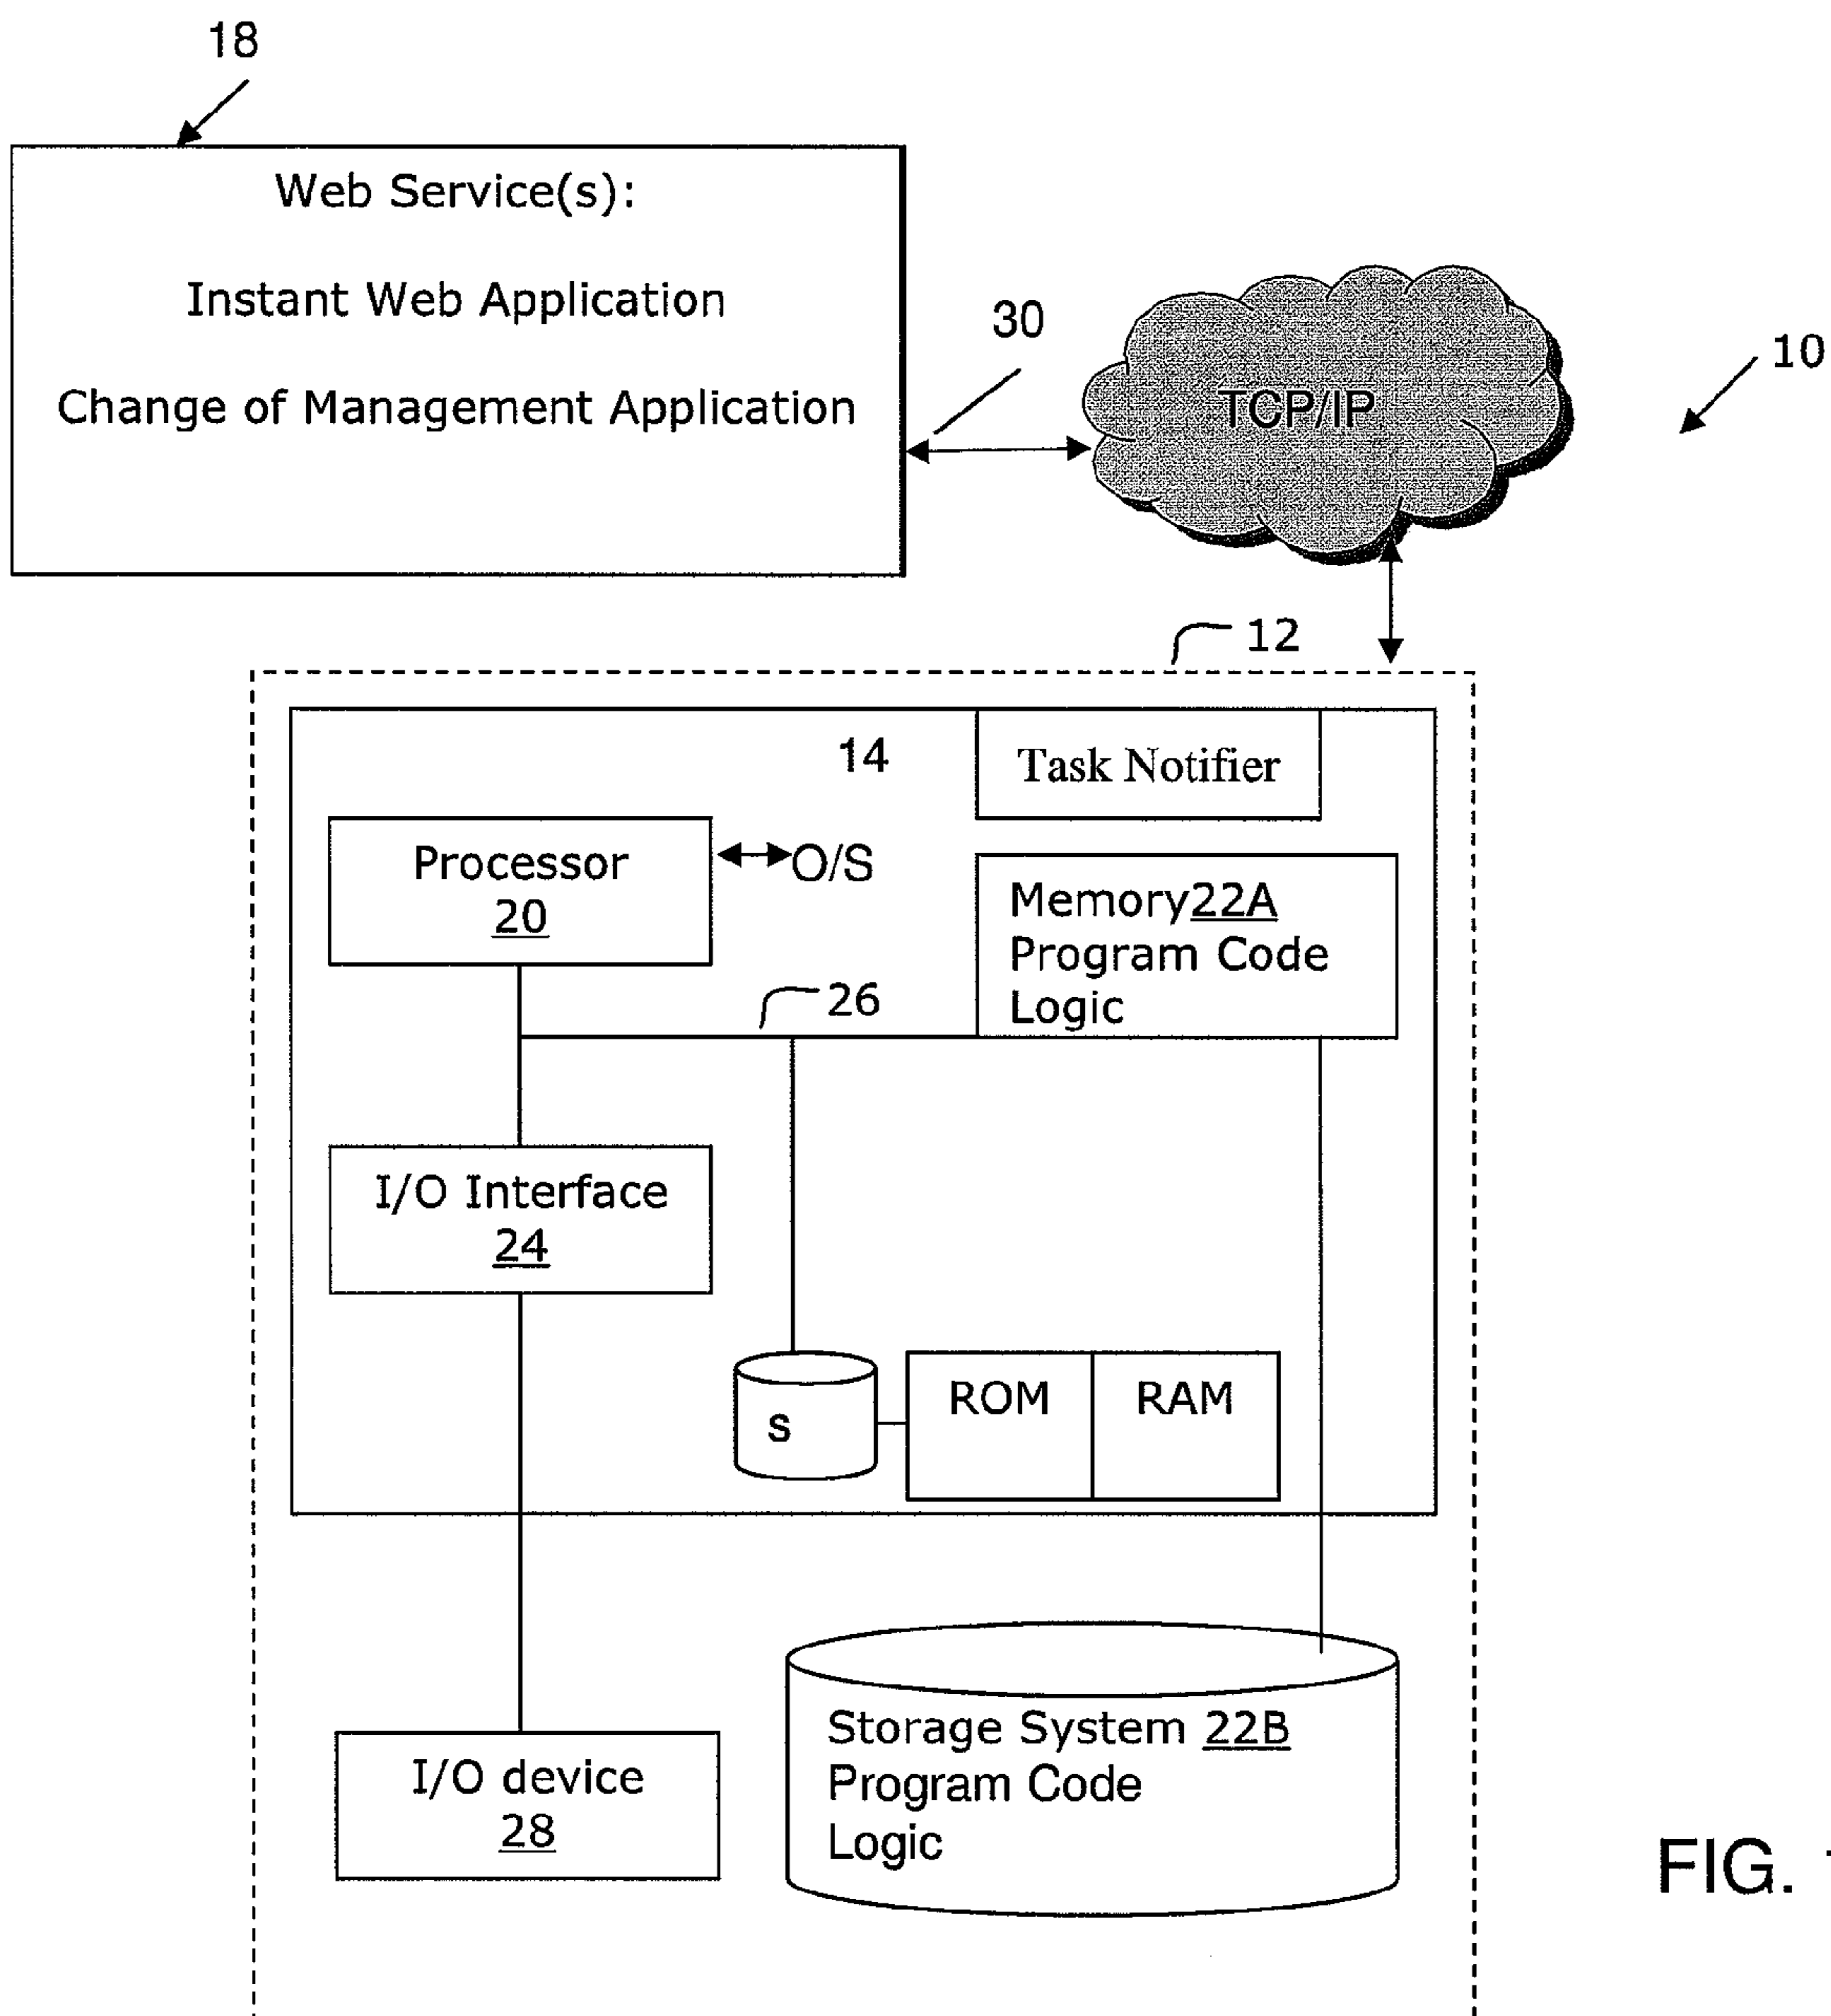 18
Web Service(s):
Instant Web Application
Change of Management Application
30
TCP/IP
10
12
14
Task Notifier
Processor
20
O/S
Memory22A
Program Code
Logic
26
I/O Interface
24
S
ROM
RAM
Storage System 22B
Program Code
Logic
I/O device
28
FIG.